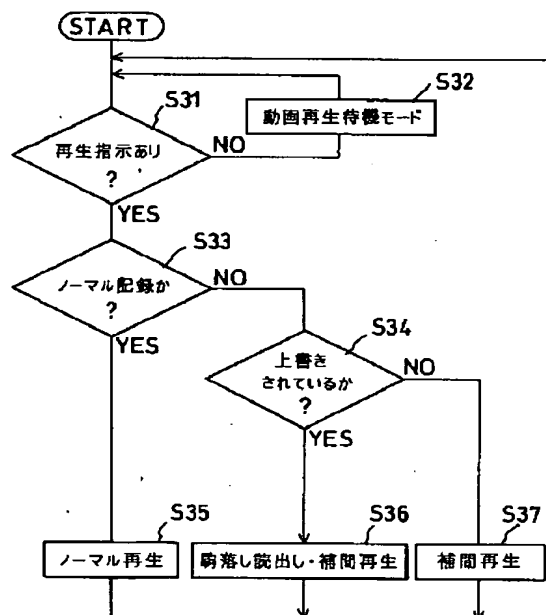 START
S31
S32
動画再生待機モード
再生指示あり
?
NO
YES
S33
ノーマル記録か
?
NO
YES
S34
上書き
されているか
?
NO
YES
S35
ノーマル再生
S36
駒落し読出し・補間再生
S37
補間再生